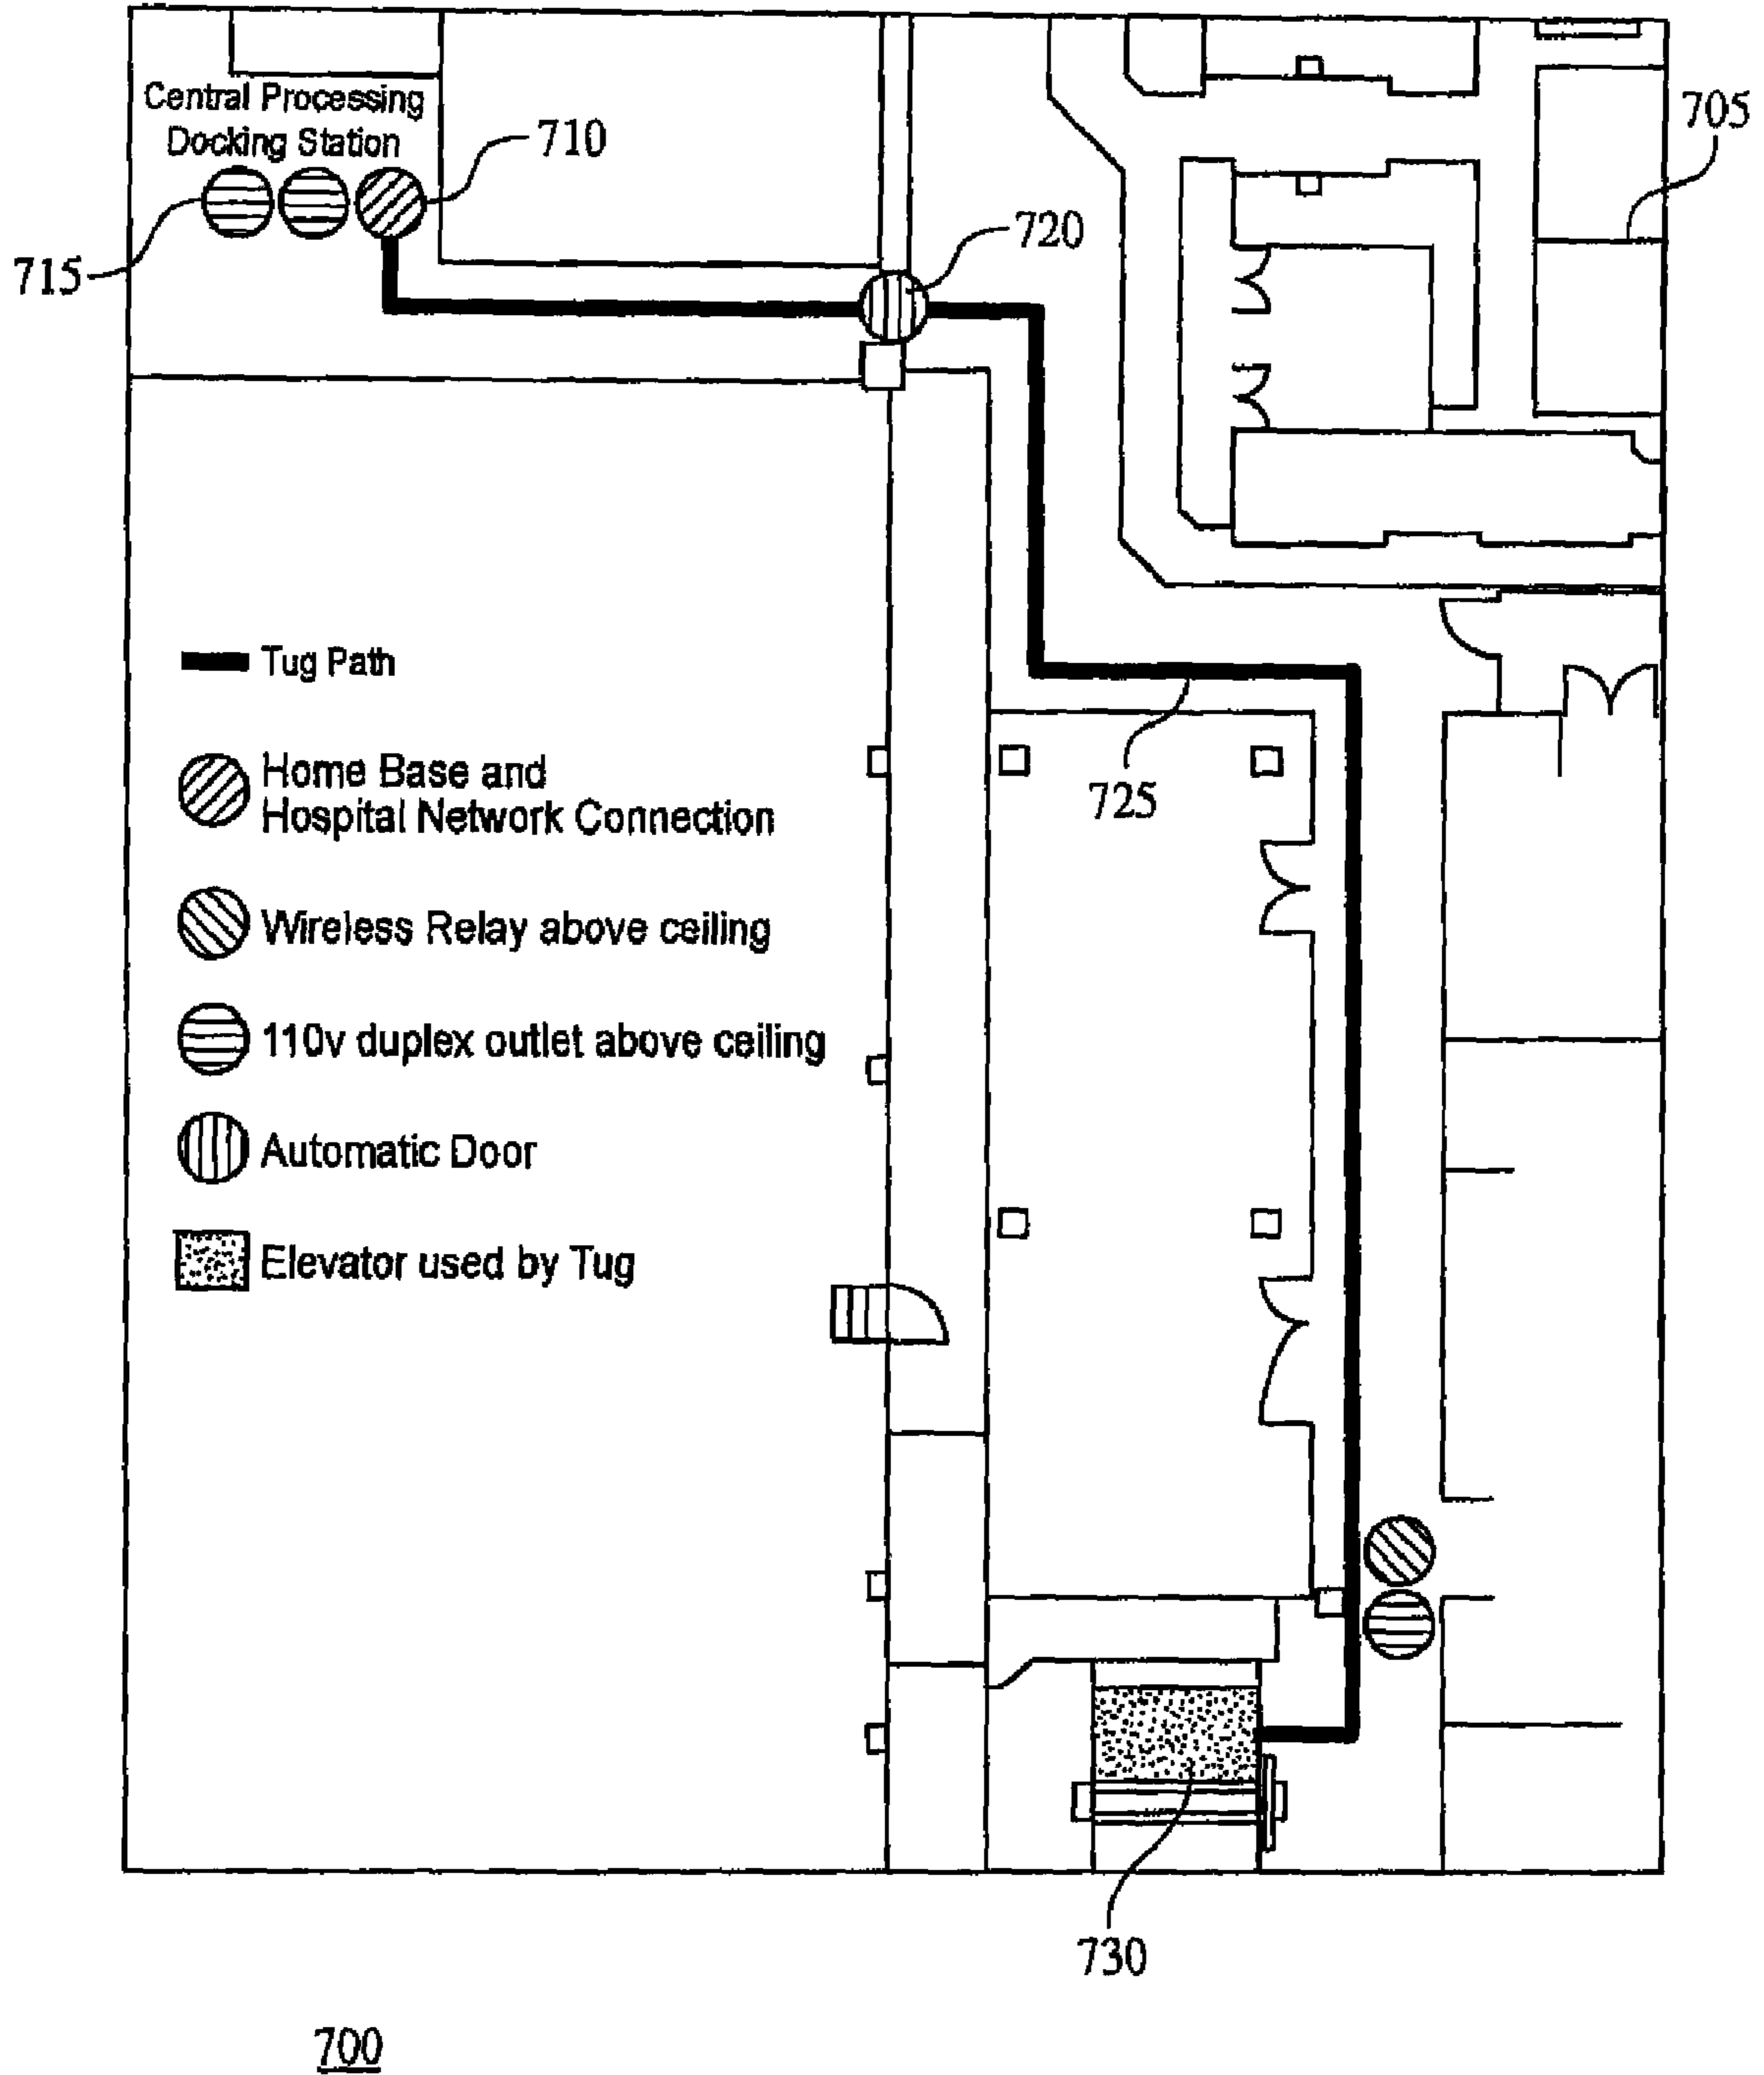 Central Processing
Docking Station
710
705
720
715
Tug Path
725
Home Base and
Hospital Network Connection
Wireless Relay above ceiling
110v duplex outlet above ceiling
Automatic Door
Elevator used by Tug
730
700